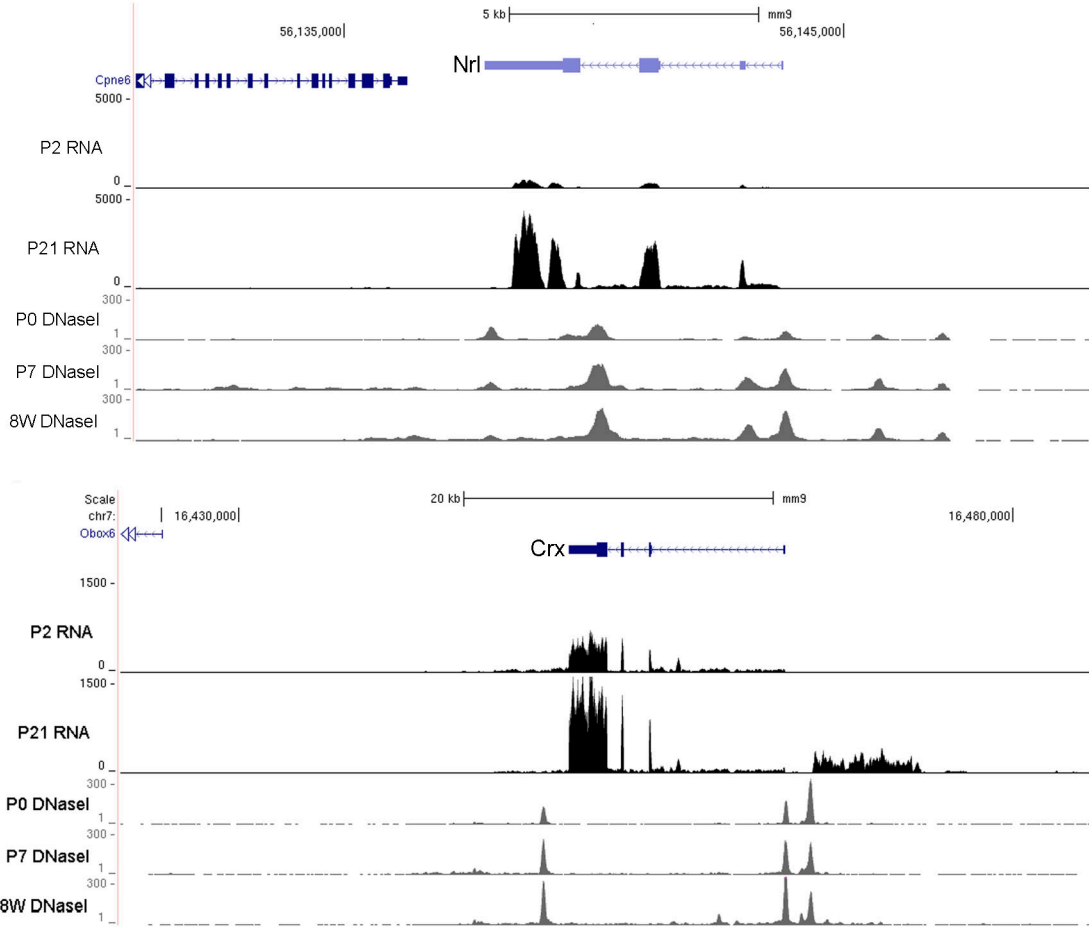 5 kb mm9
56,135,000 56,145,000
Nrl
Cpne6
5000 -
P2 RNA
0 _
5000 -
P21 RNA
0 _
300 -
P0 DNaseI
1 _
300 -
P7 DNaseI
1 _
300 -
8W DNaseI
1 _
Scale 20 kb mm9
chr7: 16,430,000 16,480,000
Obox6
Crx
1500 -
P2 RNA
0 _
1500 -
P21 RNA
0 _
300 -
P0 DNaseI
1 _
300 -
P7 DNaseI
1 _
300 -
8W DNaseI
1 _